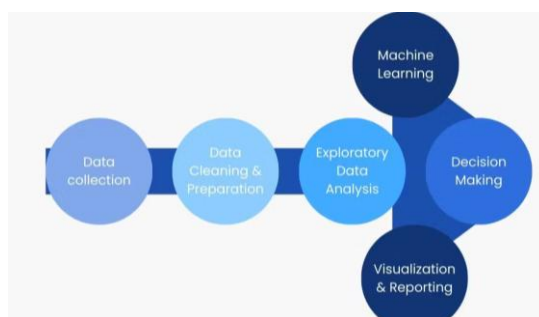 Machine
Learning
Data
collection
Data
Cleaning &
Preparation
Exploratory
Data
Analysis
Decision
Making
Visualization
& Reporting